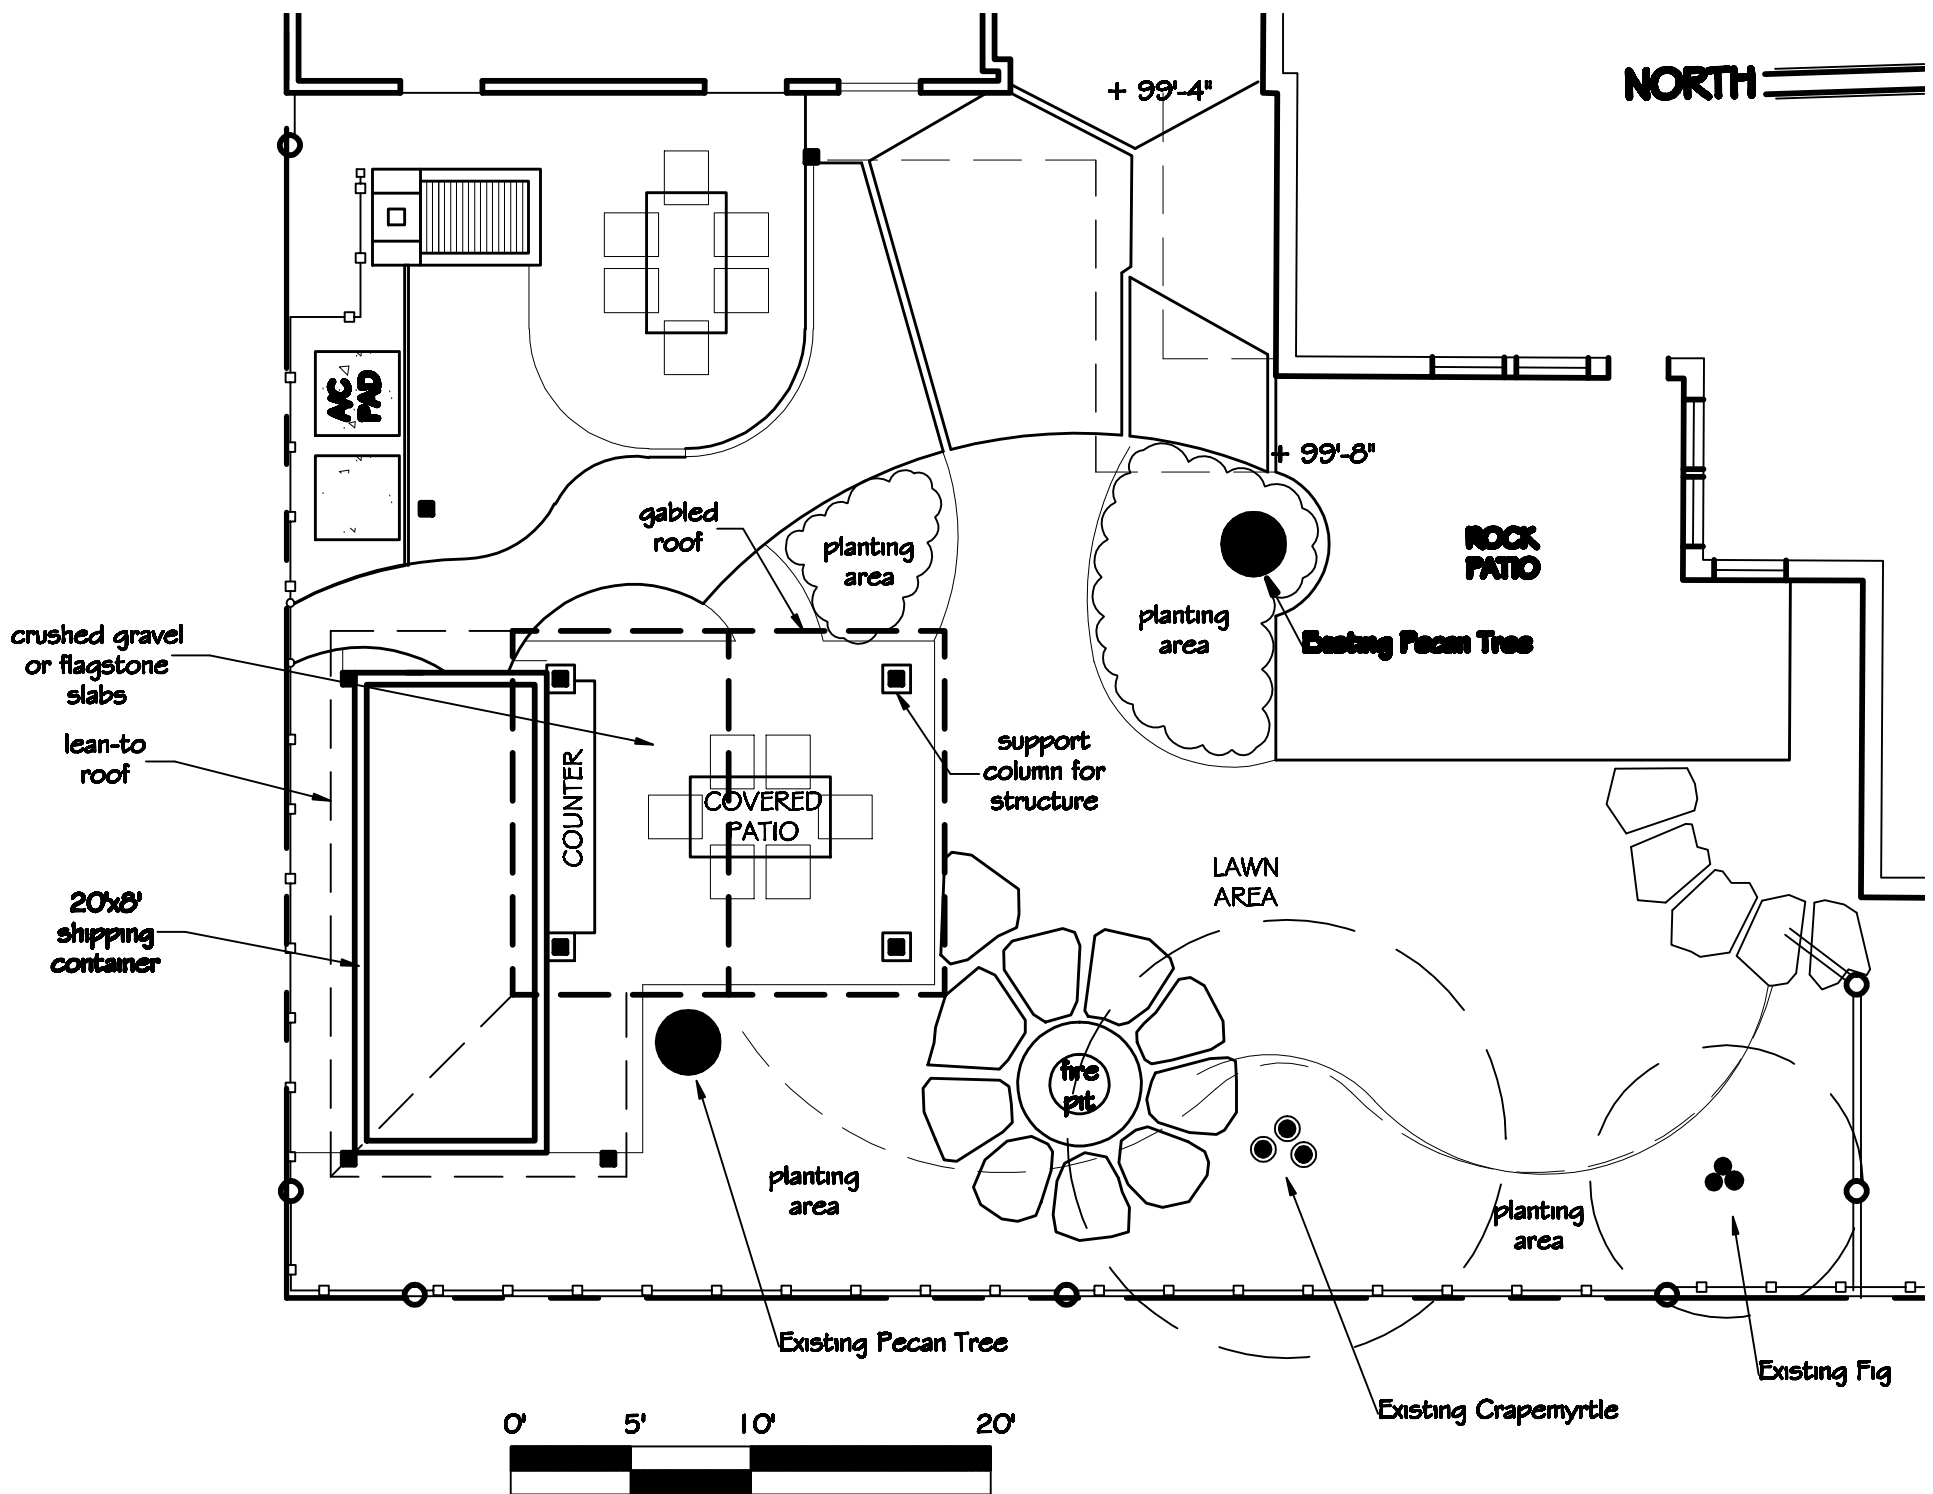 NORTH
+ 99'-4"
A/C
PAD
+ 99'-8"
gabled
roof
planting
area
ROCK
PATIO
planting
area
Existing Pecan Tree
crushed gravel
or flagstone
slabs
lean-to
roof
support
column for
structure
COUNTER
COVERED
PATIO
LAWN
AREA
20'x8'
shipping
container
fire
pit
planting
area
planting
area
Existing Pecan Tree
Existing Fig
Existing Crapemyrtle
0' 5' 10' 20'